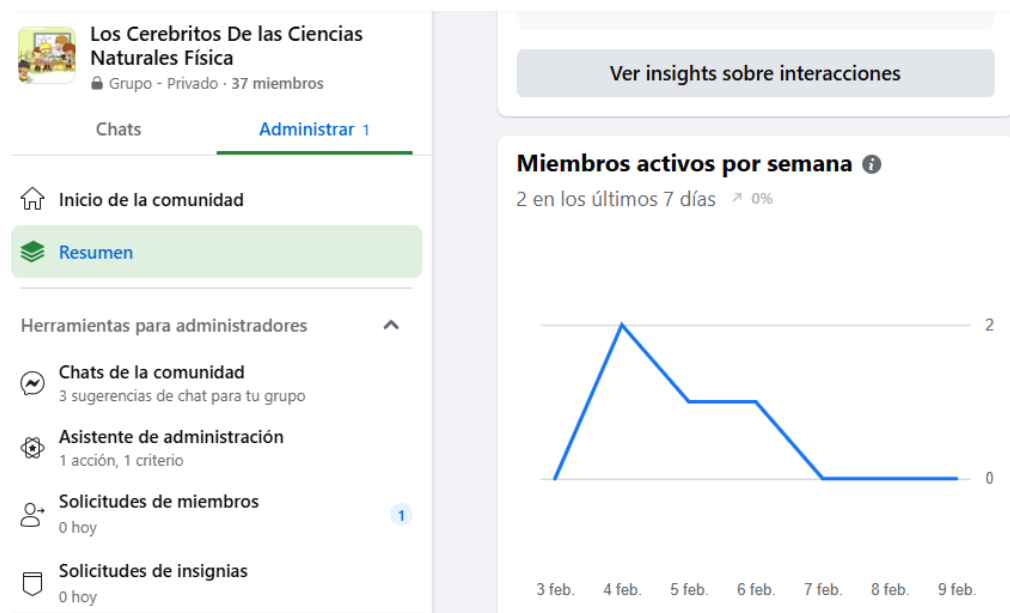 Los Cerebritos De las Ciencias
Naturales Física
Grupo - Privado · 37 miembros
Chats
Administrar 1
Inicio de la comunidad
Resumen
Herramientas para administradores
Chats de la comunidad
3 sugerencias de chat para tu grupo
Asistente de administración
1 acción, 1 criterio
Solicitudes de miembros
0 hoy
1
Solicitudes de insignias
0 hoy
Ver insights sobre interacciones
Miembros activos por semana
2 en los últimos 7 días 0%
2
0
3 feb. 4 feb. 5 feb. 6 feb. 7 feb. 8 feb. 9 feb.